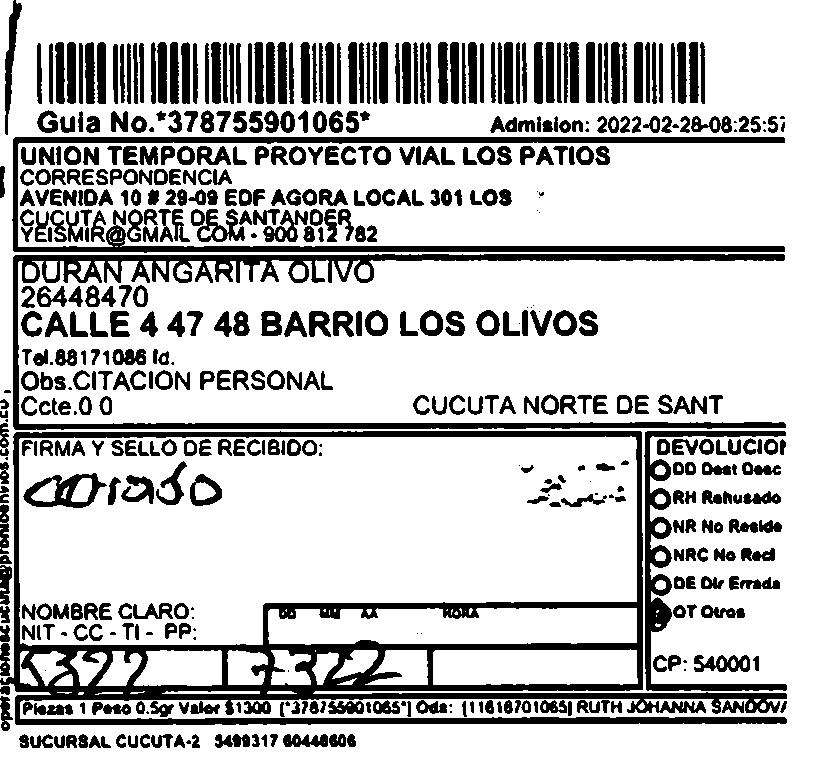 Guia No.*378755901065*
Admision: 2022-02-28-08:25:57
UNION TEMPORAL PROYECTO VIAL LOS PATIOS
CORRESPONDENCIA
AVENIDA 10 # 29-09 EDF AGORA LOCAL 301 LOS
CUCUTA NORTE DE SANTANDER
YEISMIR@GMAIL COM - 900 812 782
DURAN ANGARITA OLIVO
26448470
CALLE 4 47 48 BARRIO LOS OLIVOS
Tel.88171086 Id.
Obs.CITACION PERSONAL
Ccte.0 0
CUCUTA NORTE DE SANT
FIRMA Y SELLO DE RECIBIDO:
DEVOLUCION
DD Dest Desc
RH Rehusado
NR No Reside
NRC No Recl
DE Dir Errada
OT Otros
NOMBRE CLARO:
NIT - CC - TI - PP:
DD MM AA HORA
CP: 540001
Piezas 1 Peso 0.5gr Valor $1300 [*378755901065*] Oda: [11616701065] RUTH JOHANNA SANDOVA
SUCURSAL CUCUTA-2 5499317 60448606